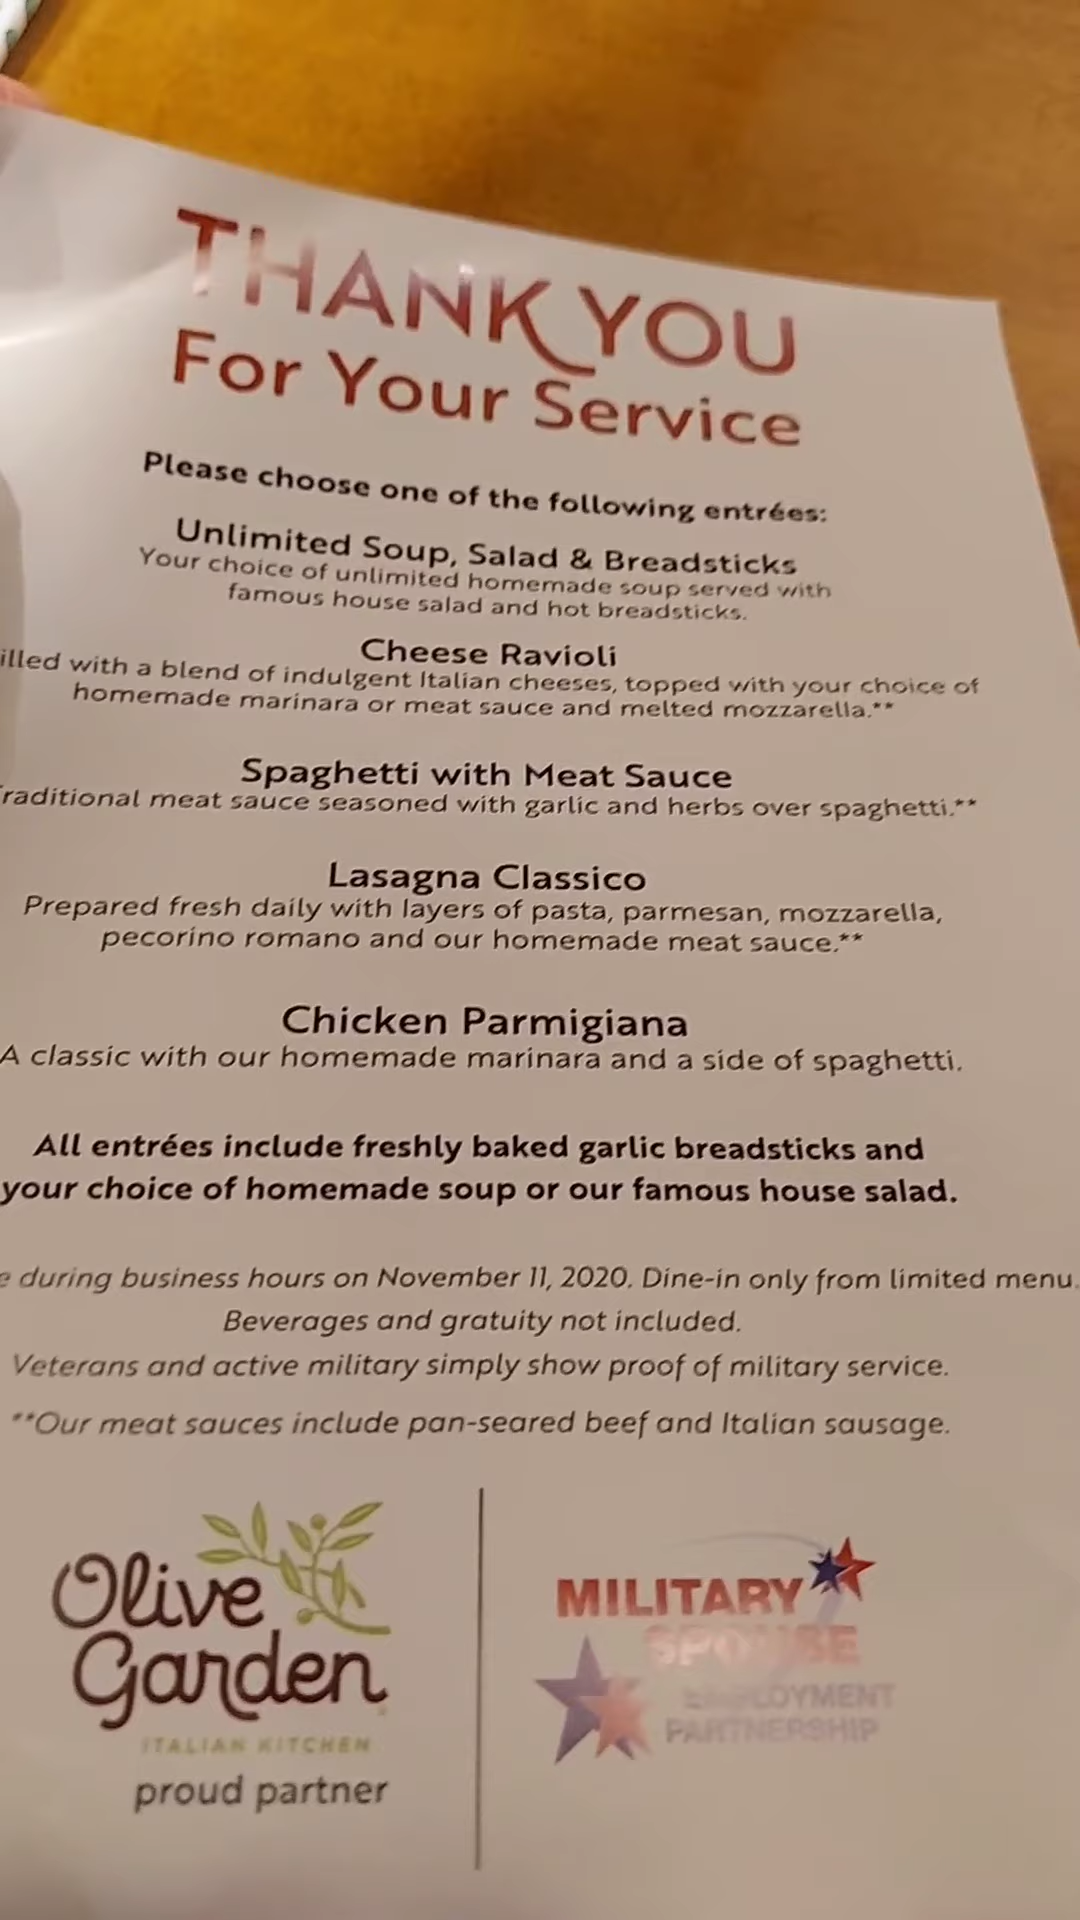 THANK YOU
For Your Service
Please choose one of the following entrées:
Unlimited Soup, Salad & Breadsticks
Your choice of unlimited homemade soup served with
famous house salad and hot breadsticks.
Cheese Ravioli
illed with a blend of indulgent Italian cheeses, topped with your choice of
homemade marinara or meat sauce and melted mozzarella.**
Spaghetti with Meat Sauce
raditional meat sauce seasoned with garlic and herbs over spaghetti.**
Lasagna Classico
Prepared fresh daily with layers of pasta, parmesan, mozzarella,
pecorino romano and our homemade meat sauce.**
Chicken Parmigiana
A classic with our homemade marinara and a side of spaghetti.
All entrées include freshly baked garlic breadsticks and
your choice of homemade soup or our famous house salad.
e during business hours on November 11, 2020. Dine-in only from limited menu.
Beverages and gratuity not included.
Veterans and active military simply show proof of military service.
**Our meat sauces include pan-seared beef and Italian sausage.
Olive
Garden
ITALIAN KITCHEN
proud partner
MILITARY
SPOUSE
EMPLOYMENT
PARTNERSHIP